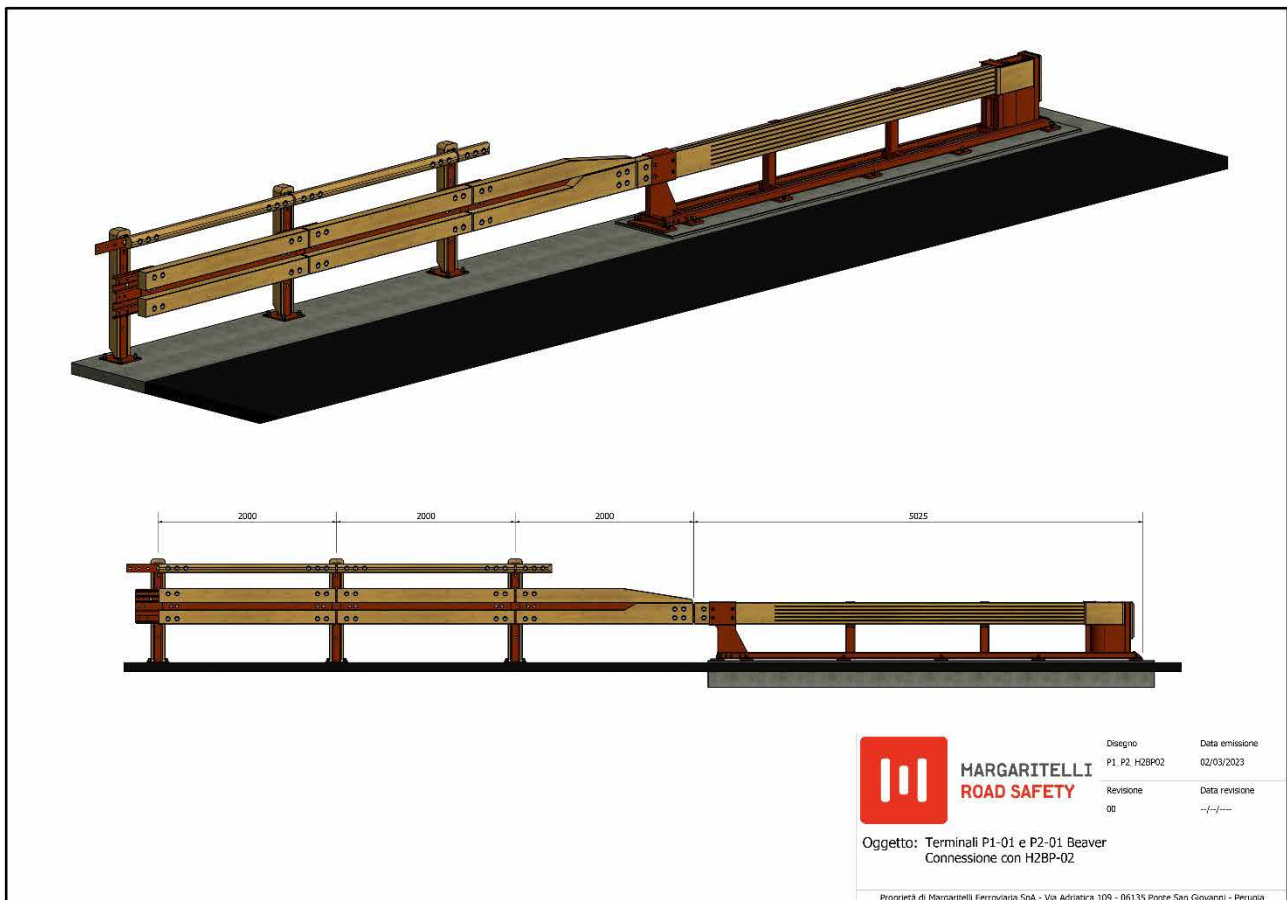 2000
2000
2000
5025
MARGARITELLI
ROAD SAFETY
Disegno
Data emissione
P1_P2_H2BP02
02/03/2023
Revisione
Data revisione
00
--/--/----
Oggetto: Terminali P1-01 e P2-01 Beaver
Connessione con H2BP-02
Proprietà di Margaritelli Ferroviaria SpA - Via Adriatica 109 - 06135 Ponte San Giovanni - Perugia